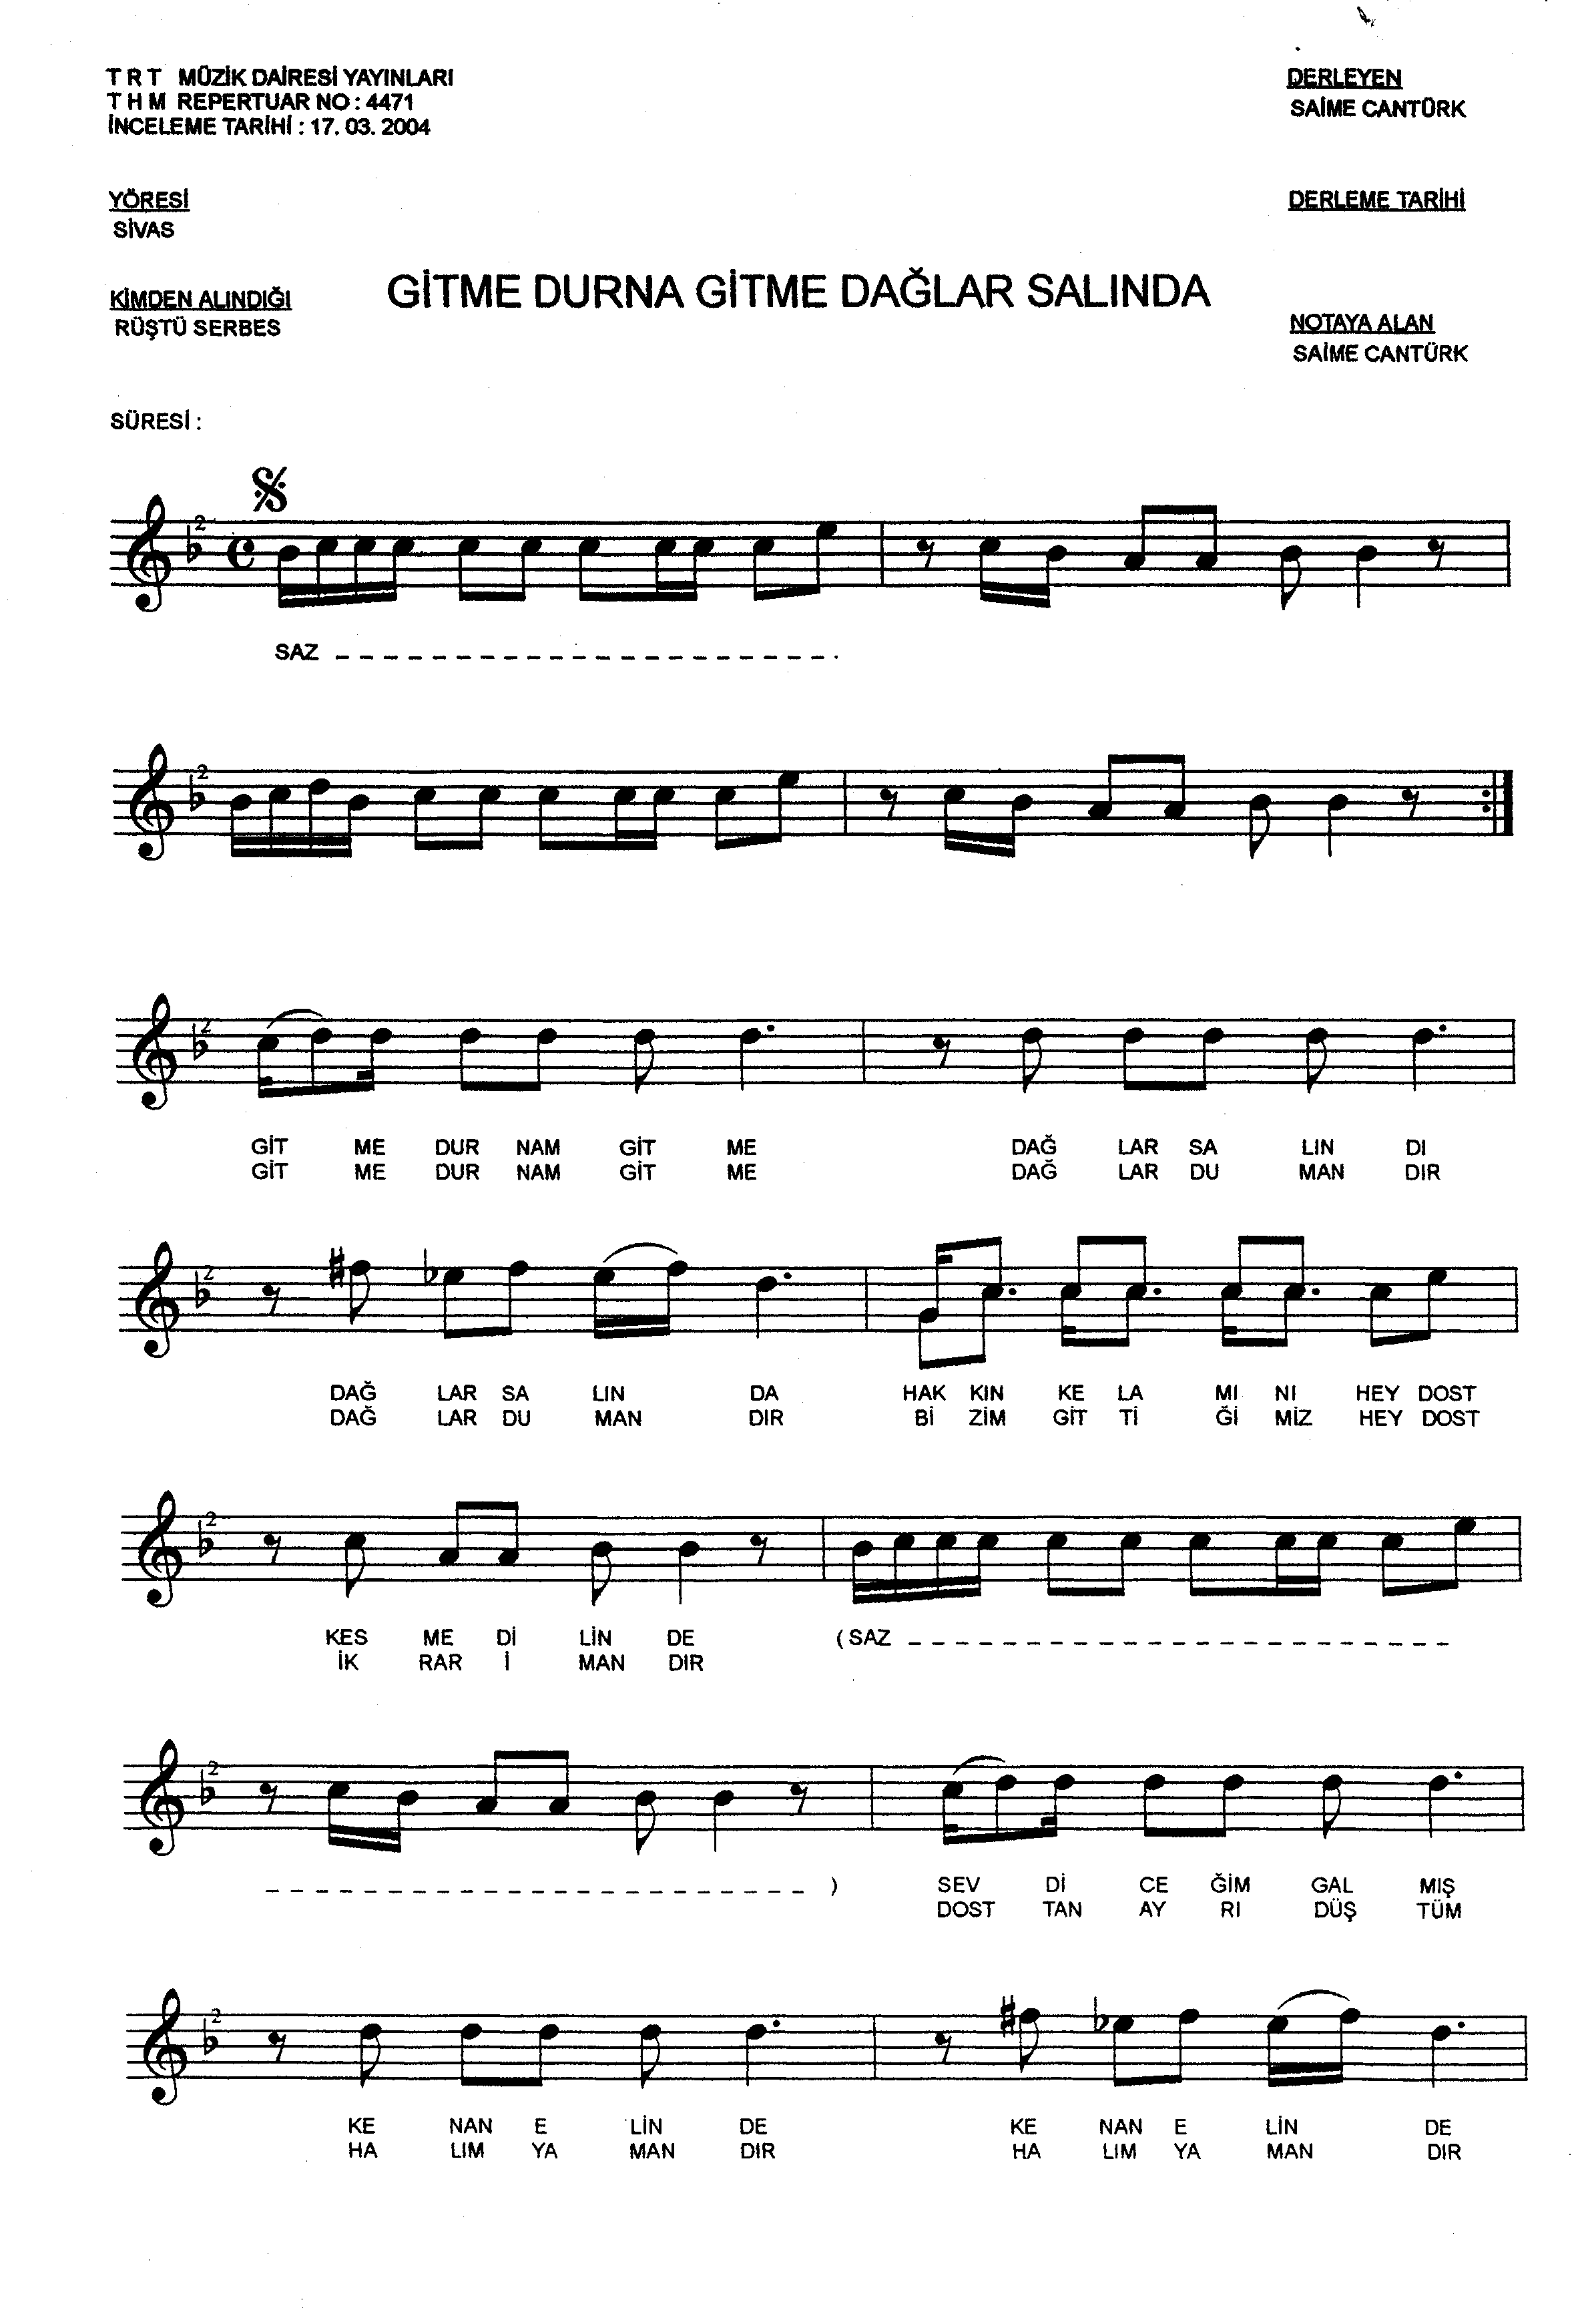 T R T MÜZİK DAİRESİ YAYINLARI
T H M REPERTUAR NO : 4471
İNCELEME TARİHİ : 17. 03. 2004
DERLEYEN
SAİME CANTÜRK
YÖRESİ
SİVAS
DERLEME TARİHİ
KİMDEN ALINDIĞI
RÜŞTÜ SERBES
GİTME DURNA GİTME DAĞLAR SALINDA
NOTAYA ALAN
SAİME CANTÜRK
SÜRESİ :
SAZ _ _ _ _ _ _ _ _ _ _ _ _ _ _ _ _ _ _ _ _ _ .
GİT ME DUR NAM GİT ME DAĞ LAR SA LIN DI
GİT ME DUR NAM GİT ME DAĞ LAR DU MAN DIR
DAĞ LAR SA LIN DA HAK KIN KE LA MI NI HEY DOST
DAĞ LAR DU MAN DIR Bİ ZİM GİT Tİ Ğİ MİZ HEY DOST
KES ME Dİ LİN DE ( SAZ _ _ _ _ _ _ _ _ _ _ _ _ _ _ _ _ _ _ _ _ _ _ _
İK RAR İ MAN DIR
_ _ _ _ _ _ _ _ _ _ _ _ _ _ _ _ _ _ _ _ _ _ _ ) SEV Dİ CE ĞİM GAL MIŞ
DOST TAN AY RI DÜŞ TÜM
KE NAN E LİN DE KE NAN E LİN DE
HA LIM YA MAN DIR HA LIM YA MAN DIR